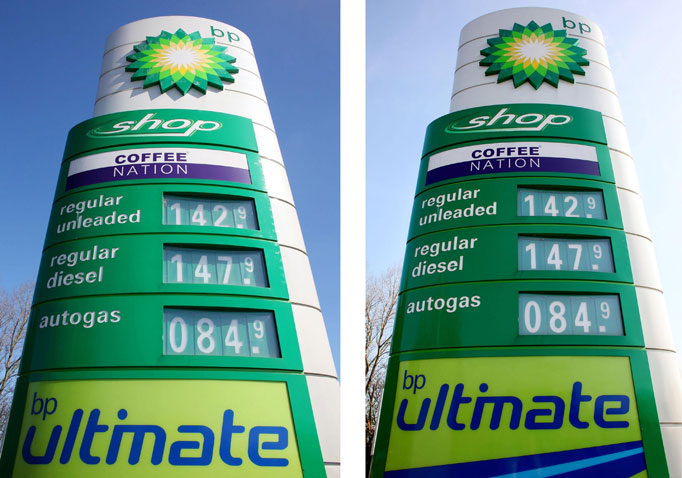 bp
shop
COFFEE
NATION
regular
unleaded
142.9
regular
diesel
147.9
autogas
084.9
bp
ultimate
bp
shop
COFFEE
NATION
regular
unleaded
142.9
regular
diesel
147.9
autogas
084.9
bp
ultimate